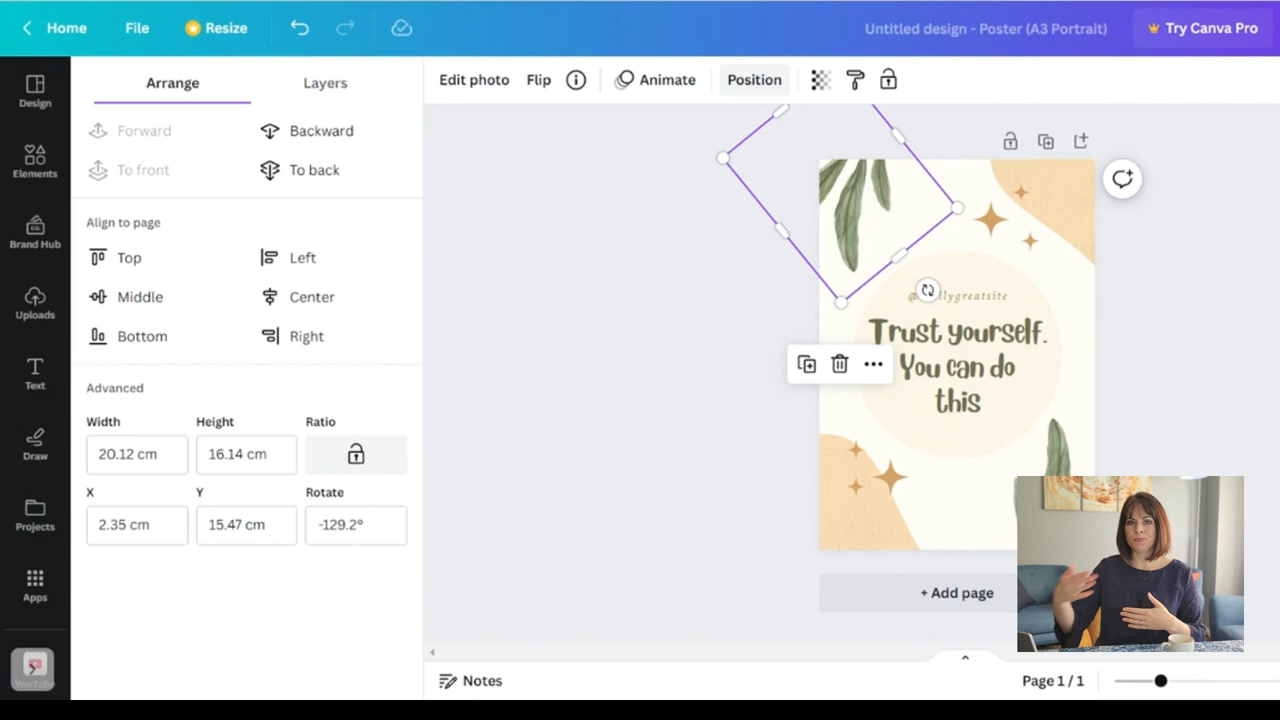 Home File Resize Untitled design - Poster (A3 Portrait) Try Canva Pro
Arrange Layers
Edit photo Flip Animate Position
Design
Elements
Brand Hub
Uploads
Text
Draw
Projects
Apps
YouTube
Forward Backward
To front To back
Align to page
Top Left
Middle Center
Bottom Right
Advanced
Width Height Ratio
20.12 cm 16.14 cm
X Y Rotate
2.35 cm 15.47 cm -129.2°
Trust yourself.
You can do
this
+ Add page
Notes Page 1 / 1